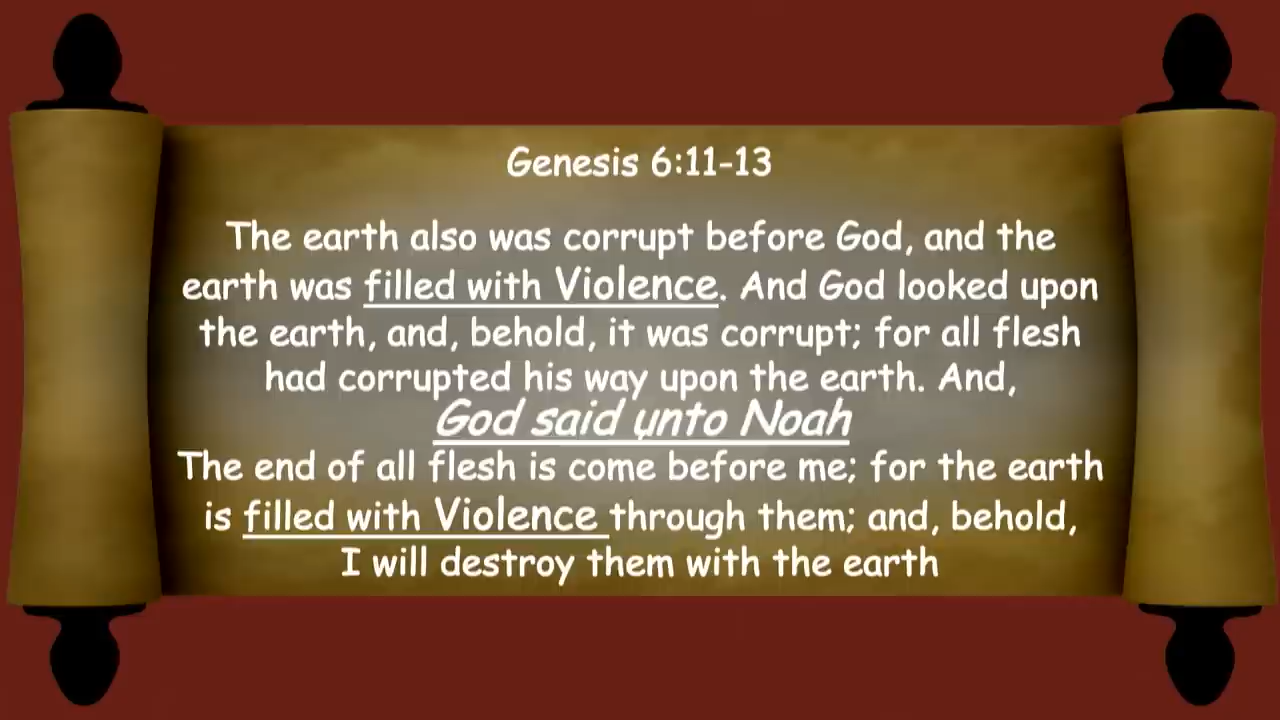 Genesis 6:11-13
The earth also was corrupt before God, and the
earth was filled with Violence. And God looked upon
the earth, and, behold, it was corrupt; for all flesh
had corrupted his way upon the earth. And,
God said unto Noah
The end of all flesh is come before me; for the earth
is filled with Violence through them; and, behold,
I will destroy them with the earth